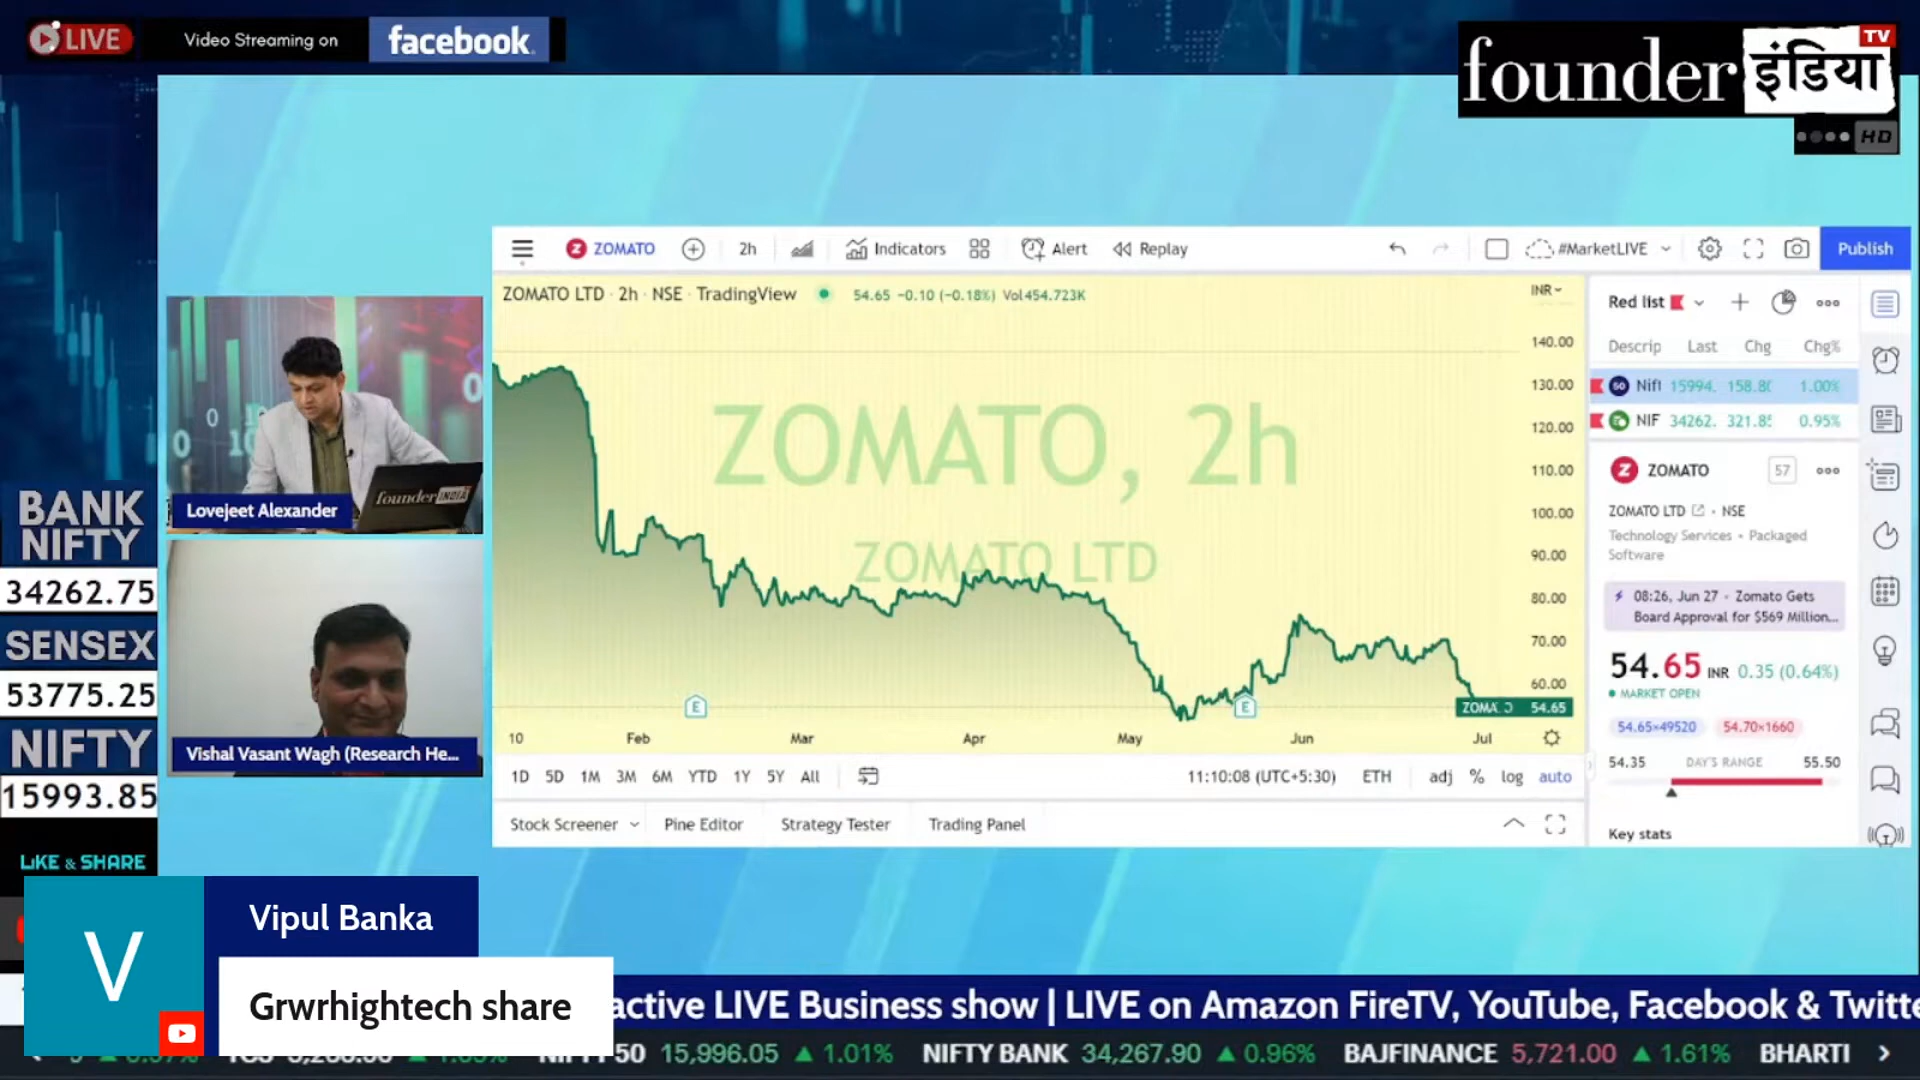 LIVE
Video Streaming on
facebook
founder इंडिया
TV
HD
ZOMATO
2h
Indicators
Alert
Replay
#MarketLIVE
Publish
ZOMATO LTD · 2h · NSE · TradingView
54.65 −0.10 (−0.18%) Vol454.723K
INR
140.00
130.00
120.00
110.00
100.00
90.00
80.00
70.00
60.00
54.65
ZOMATO, 2h
ZOMATO LTD
E
E
10 Feb Mar Apr May Jun Jul
1D 5D 1M 3M 6M YTD 1Y 5Y All
11:10:08 (UTC+5:30) ETH adj % log auto
Stock Screener Pine Editor Strategy Tester Trading Panel
Red list
Descrip Last Chg Chg%
50 Nifl 15994. 158.80 1.00%
NIF 34262. 321.85 0.95%
ZOMATO 57
ZOMATO LTD · NSE
Technology Services • Packaged
Software
08:26, Jun 27 · Zomato Gets
Board Approval for $569 Million...
54.65 INR 0.35 (0.64%)
MARKET OPEN
54.65×49520 54.70×1660
54.35 DAY'S RANGE 55.50
Key stats
founder INDIA
Lovejeet Alexander
Vishal Vasant Wagh (Research He...
BANK
NIFTY
34262.75
SENSEX
53775.25
NIFTY
15993.85
LIKE & SHARE
V
Vipul Banka
Grwrhightech share
active LIVE Business show | LIVE on Amazon FireTV, YouTube, Facebook & Twitte
50 15,996.05 ▲ 1.01% NIFTY BANK 34,267.90 ▲ 0.96% BAJFINANCE 5,721.00 ▲ 1.61% BHARTI